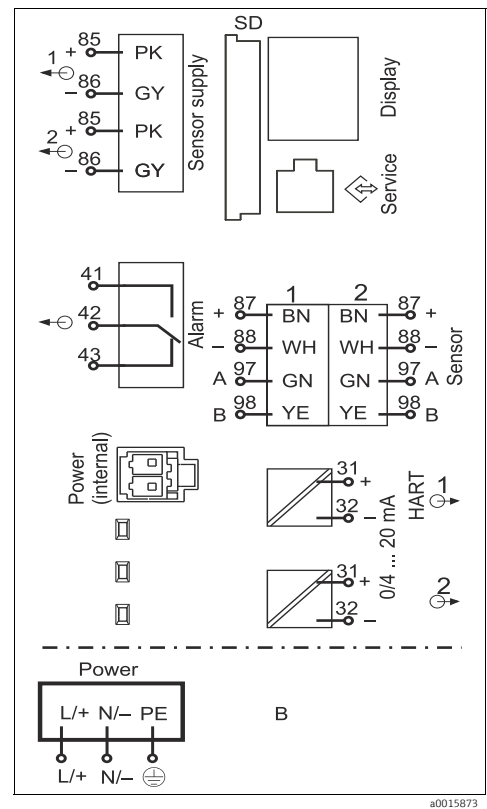 SD
85
1 + PK
86
- GY
85
2 + PK
86
- GY
Sensor supply
Display
Service
41
42
43
Alarm
1 2
87 BN BN 87
+ +
88 WH WH 88
- -
97 GN GN 97
A A
98 YE YE 98
B B
Sensor
Power
(internal)
31
+
32
-
31
+
32
-
0/4 ... 20 mA
HART
1
2
Power
L/+ N/- PE
L/+ N/-
B
a0015873